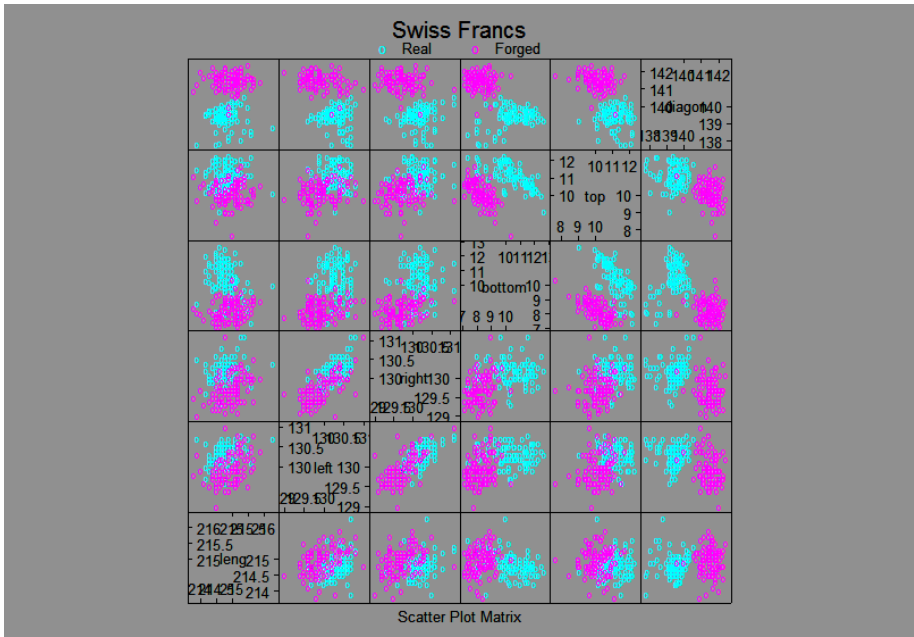 Swiss Francs
Real
Forged
142 140 141 142
141
140 diagon 140
139
138 139 140 138
12 10 11 12
11
10 top 10
9
8 9 10 8
13
12 10 11 12
11
10 bottom 10
9
7 8 9 10 8
7
131 130 130.5 131
130.5
130 right 130
129.5
129 129.5 130 129
131 130 130.5 131
130.5
130 left 130
129.5
129 129.5 130 129
216 215 215.5 216
215.5
215 leng 215
214.5
214 214.5 215 214
Scatter Plot Matrix